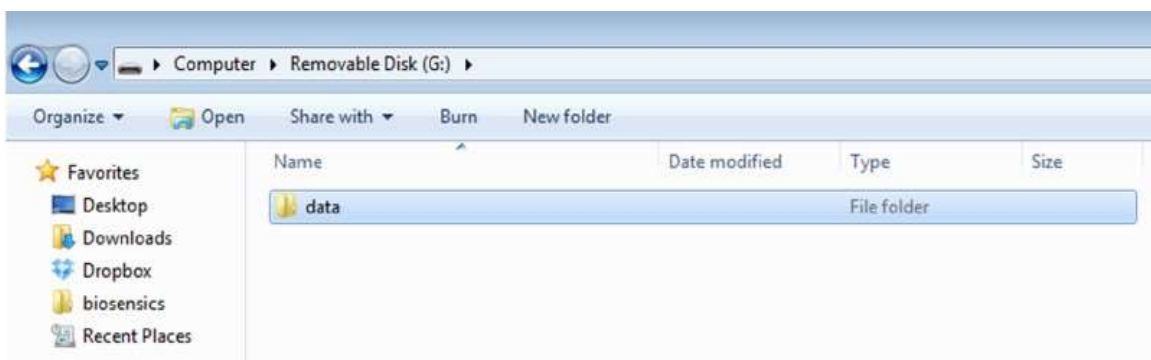 Computer Removable Disk (G:)
Organize Open Share with Burn New folder
Favorites
Desktop
Downloads
Dropbox
biosensics
Recent Places
Name Date modified Type Size
data File folder